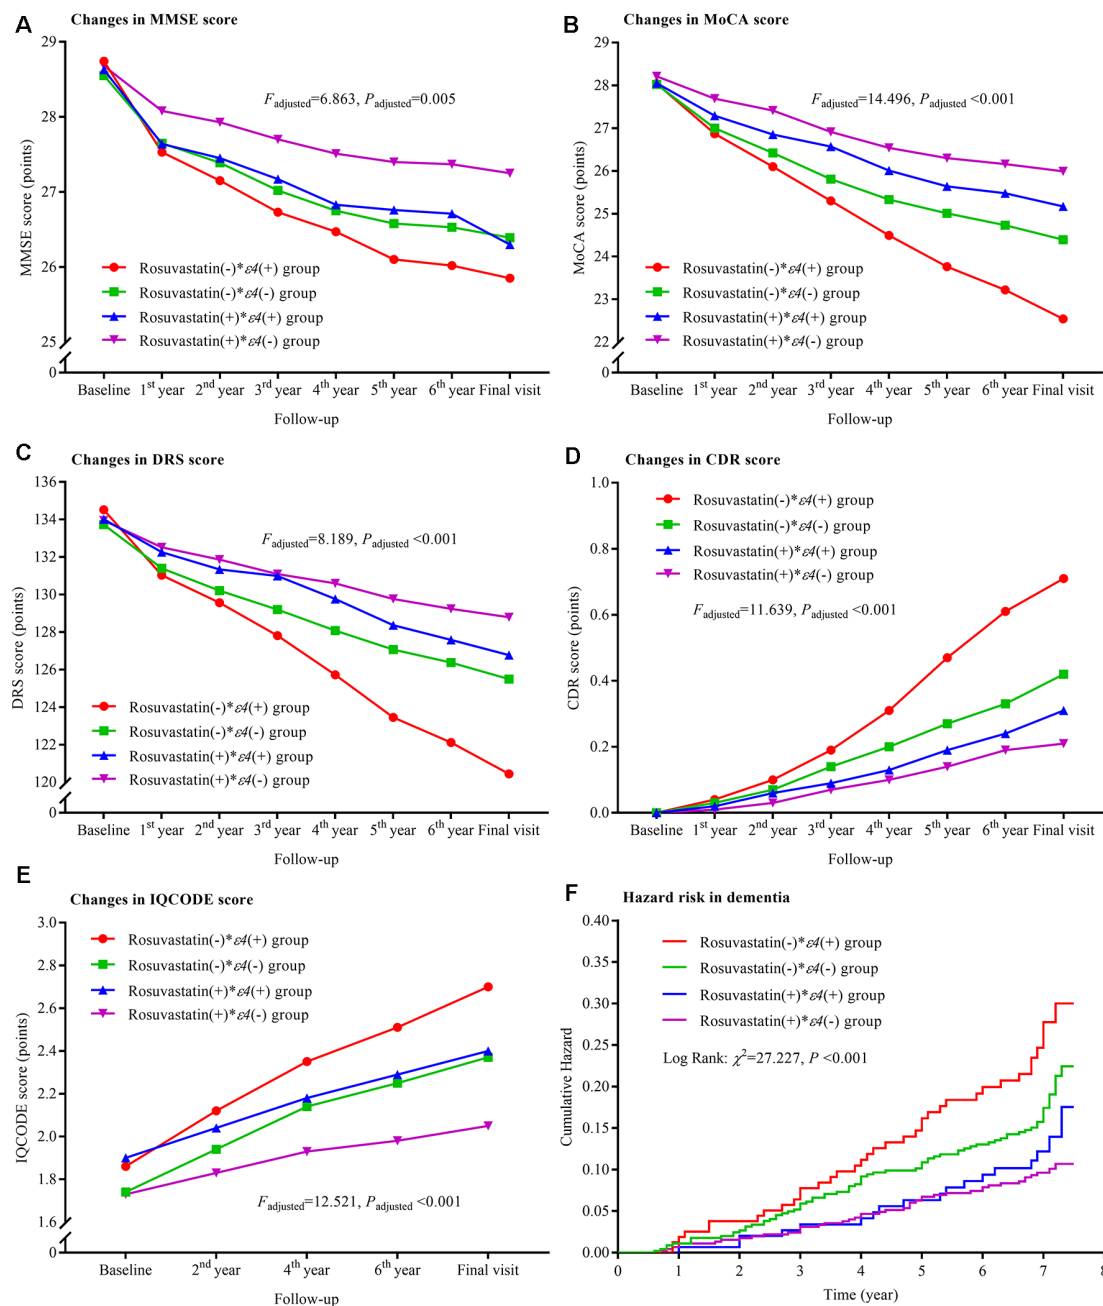 A
Changes in MMSE score
29
28
27
26
25
0
MMSE score (points)
Fadjusted=6.863, Padjusted=0.005
Rosuvastatin(-)*ε4(+) group
Rosuvastatin(-)*ε4(-) group
Rosuvastatin(+)*ε4(+) group
Rosuvastatin(+)*ε4(-) group
Baseline 1st year 2nd year 3rd year 4th year 5th year 6th year Final visit
Follow-up
B
Changes in MoCA score
29
28
27
26
25
24
23
22
0
MoCA score (points)
Fadjusted=14.496, Padjusted <0.001
Rosuvastatin(-)*ε4(+) group
Rosuvastatin(-)*ε4(-) group
Rosuvastatin(+)*ε4(+) group
Rosuvastatin(+)*ε4(-) group
Baseline 1st year 2nd year 3rd year 4th year 5th year 6th year Final visit
Follow-up
C
Changes in DRS score
136
134
132
130
128
126
124
122
120
0
DRS score (points)
Fadjusted=8.189, Padjusted <0.001
Rosuvastatin(-)*ε4(+) group
Rosuvastatin(-)*ε4(-) group
Rosuvastatin(+)*ε4(+) group
Rosuvastatin(+)*ε4(-) group
Baseline 1st year 2nd year 3rd year 4th year 5th year 6th year Final visit
Follow-up
D
Changes in CDR score
1.0
0.8
0.6
0.4
0.2
0.0
CDR score (points)
Rosuvastatin(-)*ε4(+) group
Rosuvastatin(-)*ε4(-) group
Rosuvastatin(+)*ε4(+) group
Rosuvastatin(+)*ε4(-) group
Fadjusted=11.639, Padjusted <0.001
Baseline 1st year 2nd year 3rd year 4th year 5th year 6th year Final visit
Follow-up
E
Changes in IQCODE score
3.0
2.8
2.6
2.4
2.2
2.0
1.8
1.6
0
IQCODE score (points)
Rosuvastatin(-)*ε4(+) group
Rosuvastatin(-)*ε4(-) group
Rosuvastatin(+)*ε4(+) group
Rosuvastatin(+)*ε4(-) group
Fadjusted=12.521, Padjusted <0.001
Baseline 2nd year 4th year 6th year Final visit
Follow-up
F
Hazard risk in dementia
0.40
0.35
0.30
0.25
0.20
0.15
0.10
0.05
0.00
Cumulative Hazard
Rosuvastatin(-)*ε4(+) group
Rosuvastatin(-)*ε4(-) group
Rosuvastatin(+)*ε4(+) group
Rosuvastatin(+)*ε4(-) group
Log Rank: χ²=27.227, P <0.001
0 1 2 3 4 5 6 7 8
Time (year)